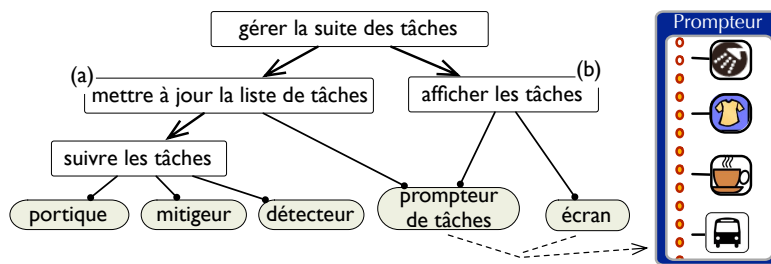 gérer la suite des tâches
(a)
mettre à jour la liste de tâches
(b)
afficher les tâches
suivre les tâches
portique
mitigeur
détecteur
prompteur
de tâches
écran
Prompteur